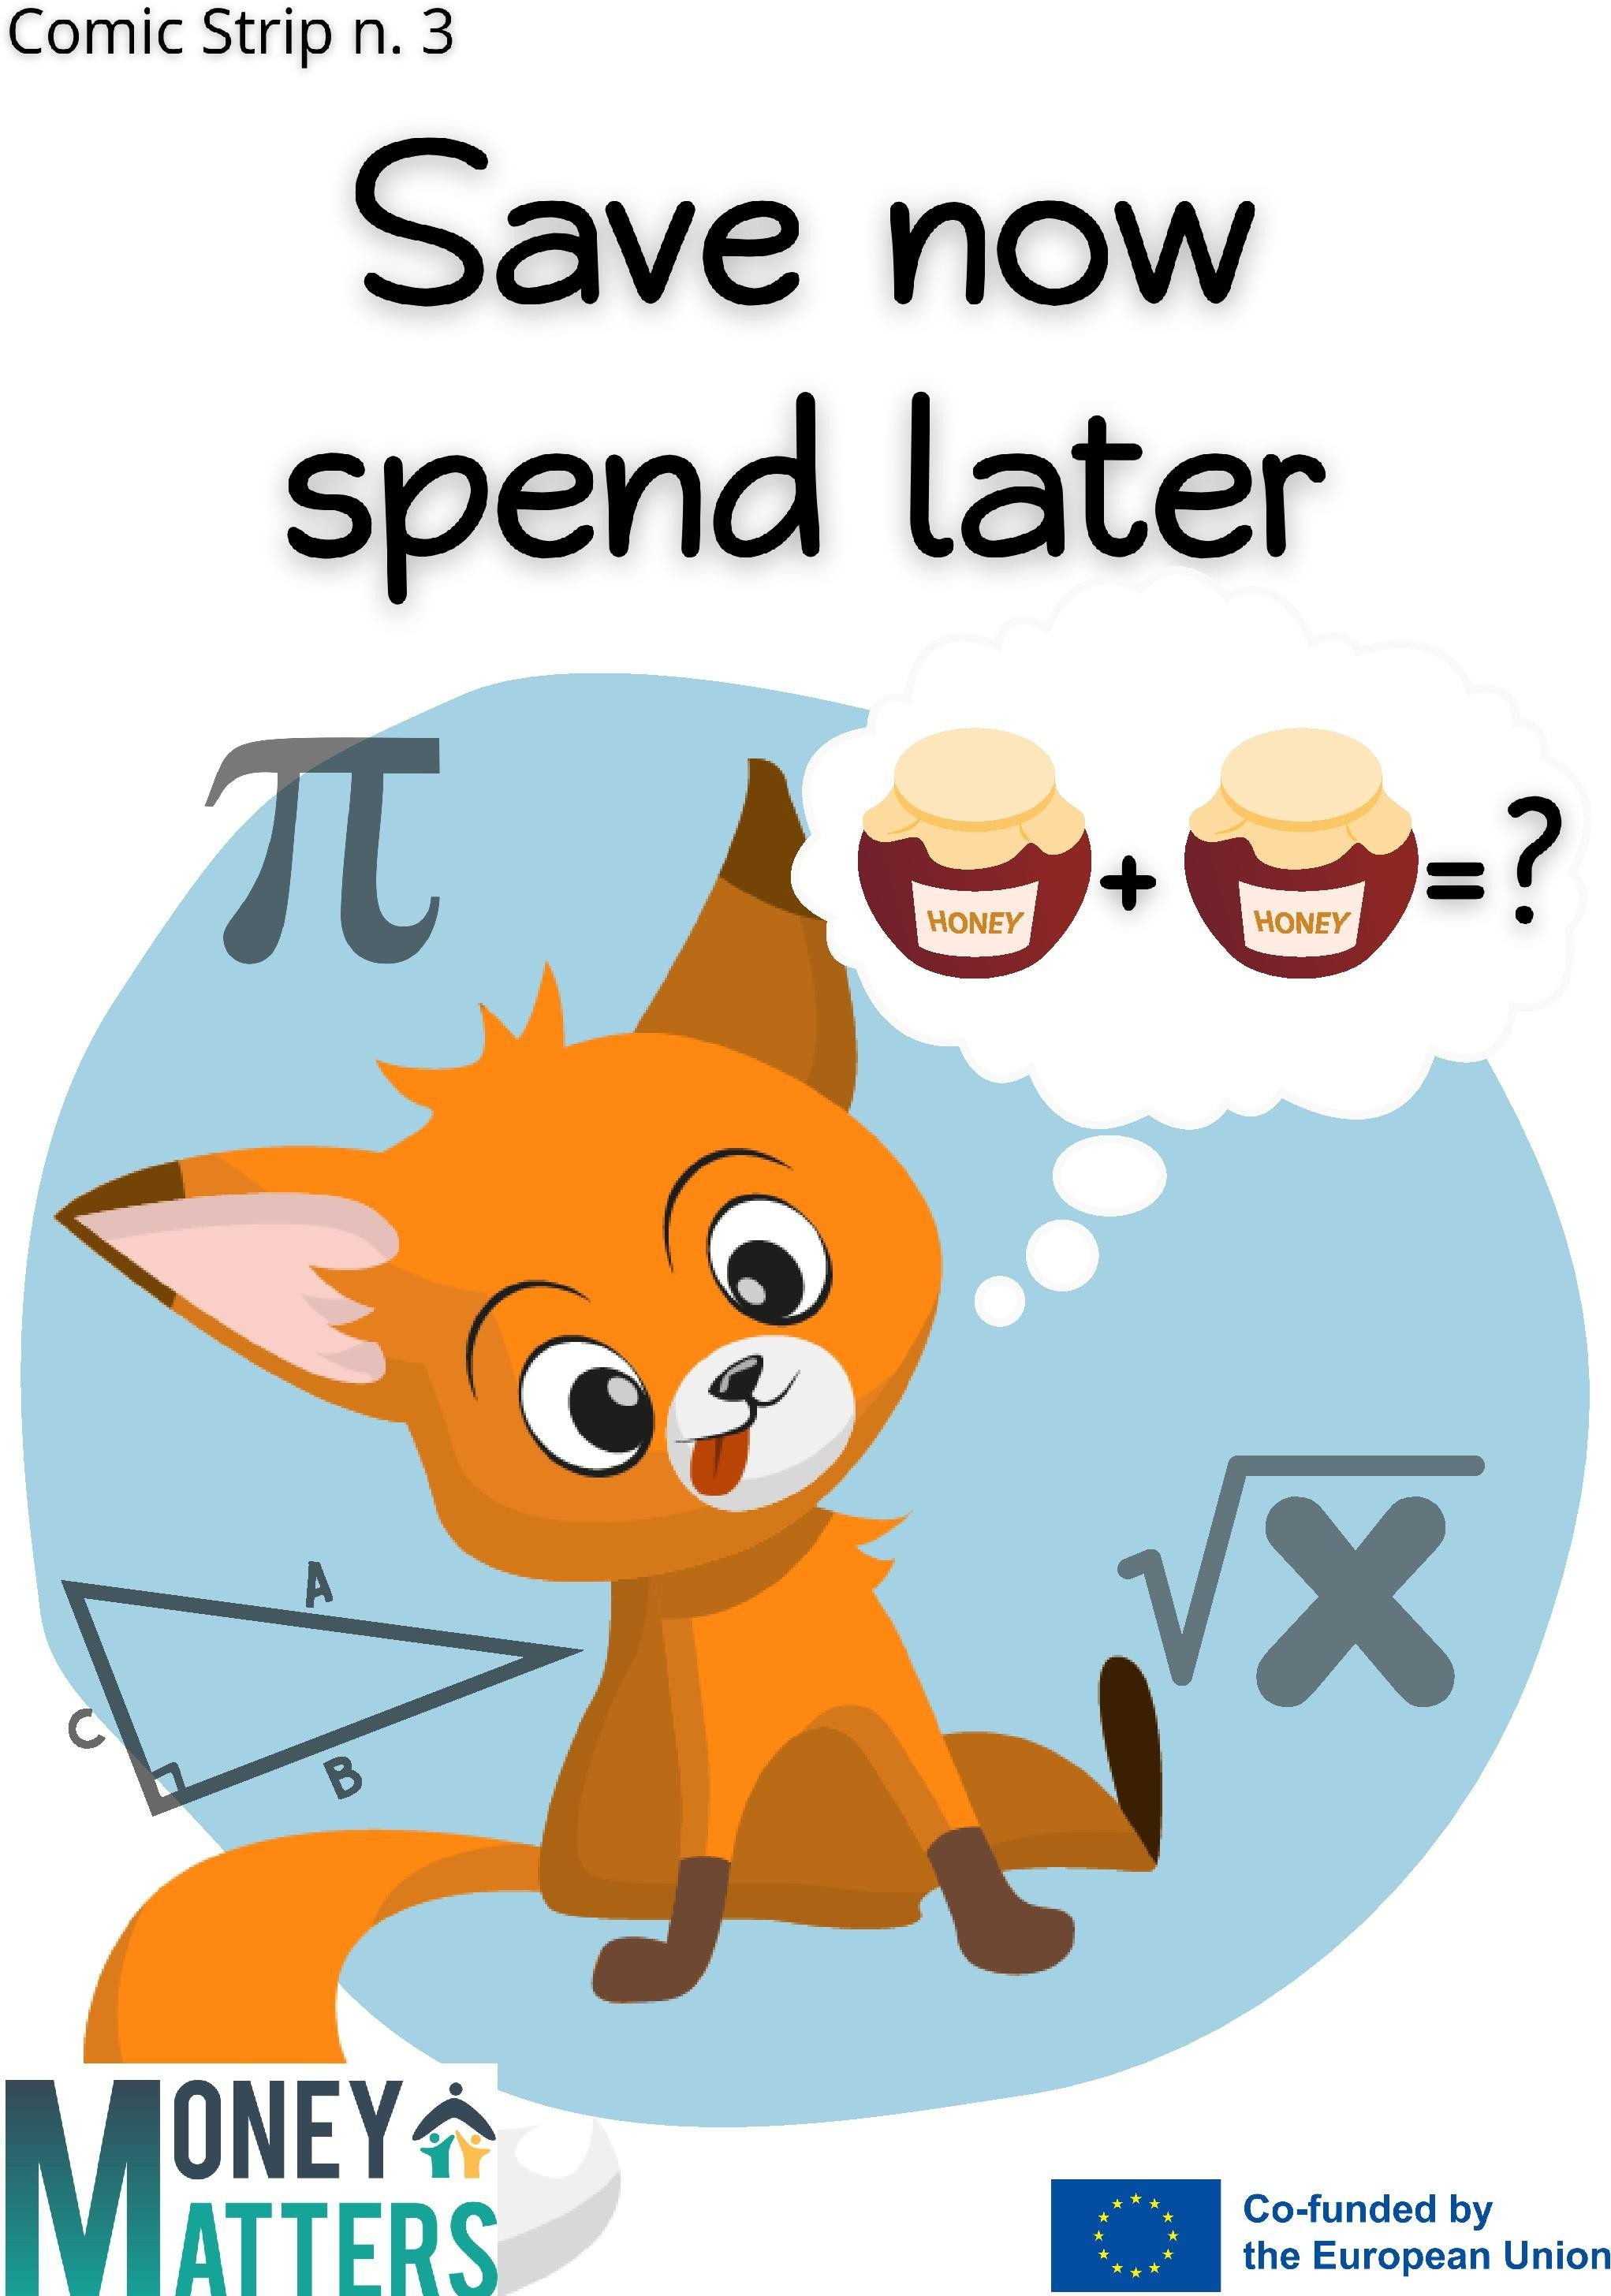 Comic Strip n. 3
Save now
spend later
π
HONEY + HONEY = ?
A
√x
C
B
MONEY
MATTERS
Co-funded by
the European Union